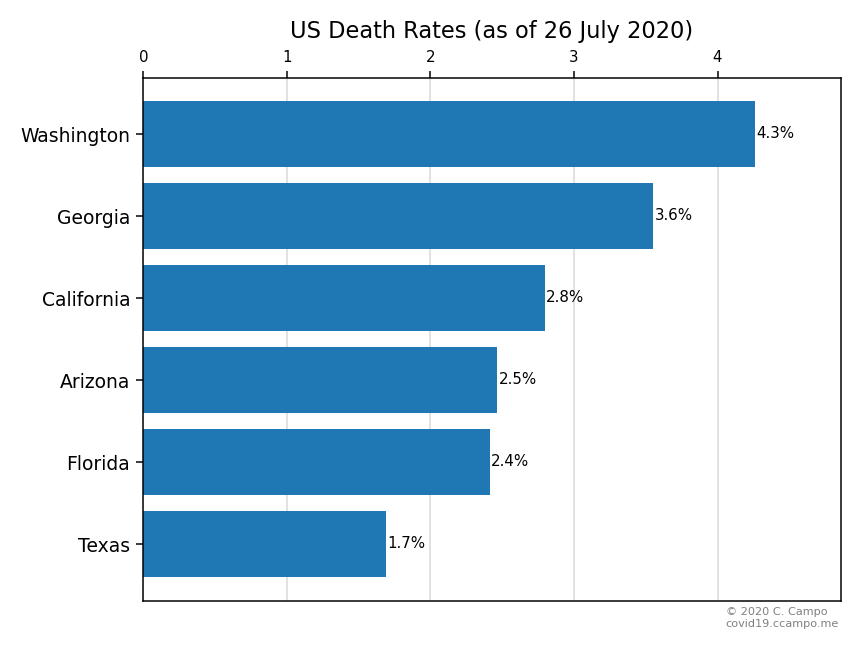 US Death Rates (as of 26 July 2020)
0 1 2 3 4
Washington 4.3%
Georgia 3.6%
California 2.8%
Arizona 2.5%
Florida 2.4%
Texas 1.7%
© 2020 C. Campo
covid19.ccampo.me